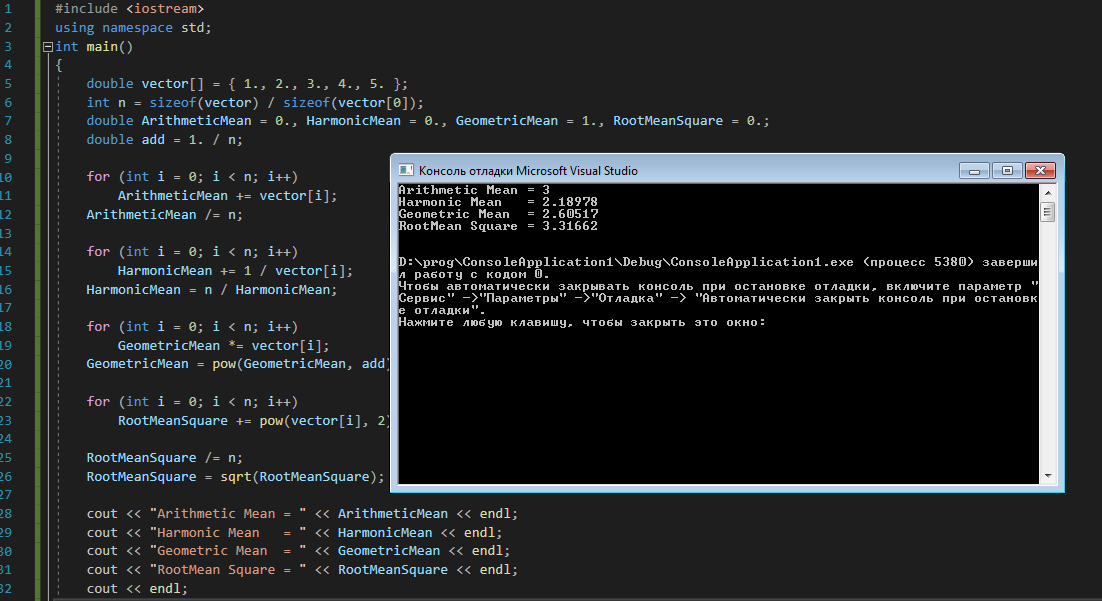 1 #include <iostream>
2 using namespace std;
3 int main()
4 {
5 double vector[] = { 1., 2., 3., 4., 5. };
6 int n = sizeof(vector) / sizeof(vector[0]);
7 double ArithmeticMean = 0., HarmonicMean = 0., GeometricMean = 1., RootMeanSquare = 0.;
8 double add = 1. / n;
9
10 for (int i = 0; i < n; i++)
11 ArithmeticMean += vector[i];
12 ArithmeticMean /= n;
13
14 for (int i = 0; i < n; i++)
15 HarmonicMean += 1 / vector[i];
16 HarmonicMean = n / HarmonicMean;
17
18 for (int i = 0; i < n; i++)
19 GeometricMean *= vector[i];
20 GeometricMean = pow(GeometricMean, add)
21
22 for (int i = 0; i < n; i++)
23 RootMeanSquare += pow(vector[i], 2)
24
25 RootMeanSquare /= n;
26 RootMeanSquare = sqrt(RootMeanSquare);
27
28 cout << "Arithmetic Mean = " << ArithmeticMean << endl;
29 cout << "Harmonic Mean   = " << HarmonicMean << endl;
30 cout << "Geometric Mean  = " << GeometricMean << endl;
31 cout << "RootMean Square = " << RootMeanSquare << endl;
32 cout << endl;
Консоль отладки Microsoft Visual Studio
Arithmetic Mean = 3
Harmonic Mean   = 2.18978
Geometric Mean  = 2.60517
RootMean Square = 3.31662
D:\prog\ConsoleApplication1\Debug\ConsoleApplication1.exe (процесс 5380) заверши
л работу с кодом 0.
Чтобы автоматически закрывать консоль при остановке отладки, включите параметр "
Сервис" ->"Параметры" ->"Отладка" -> "Автоматически закрыть консоль при остановк
е отладки".
Нажмите любую клавишу, чтобы закрыть это окно: